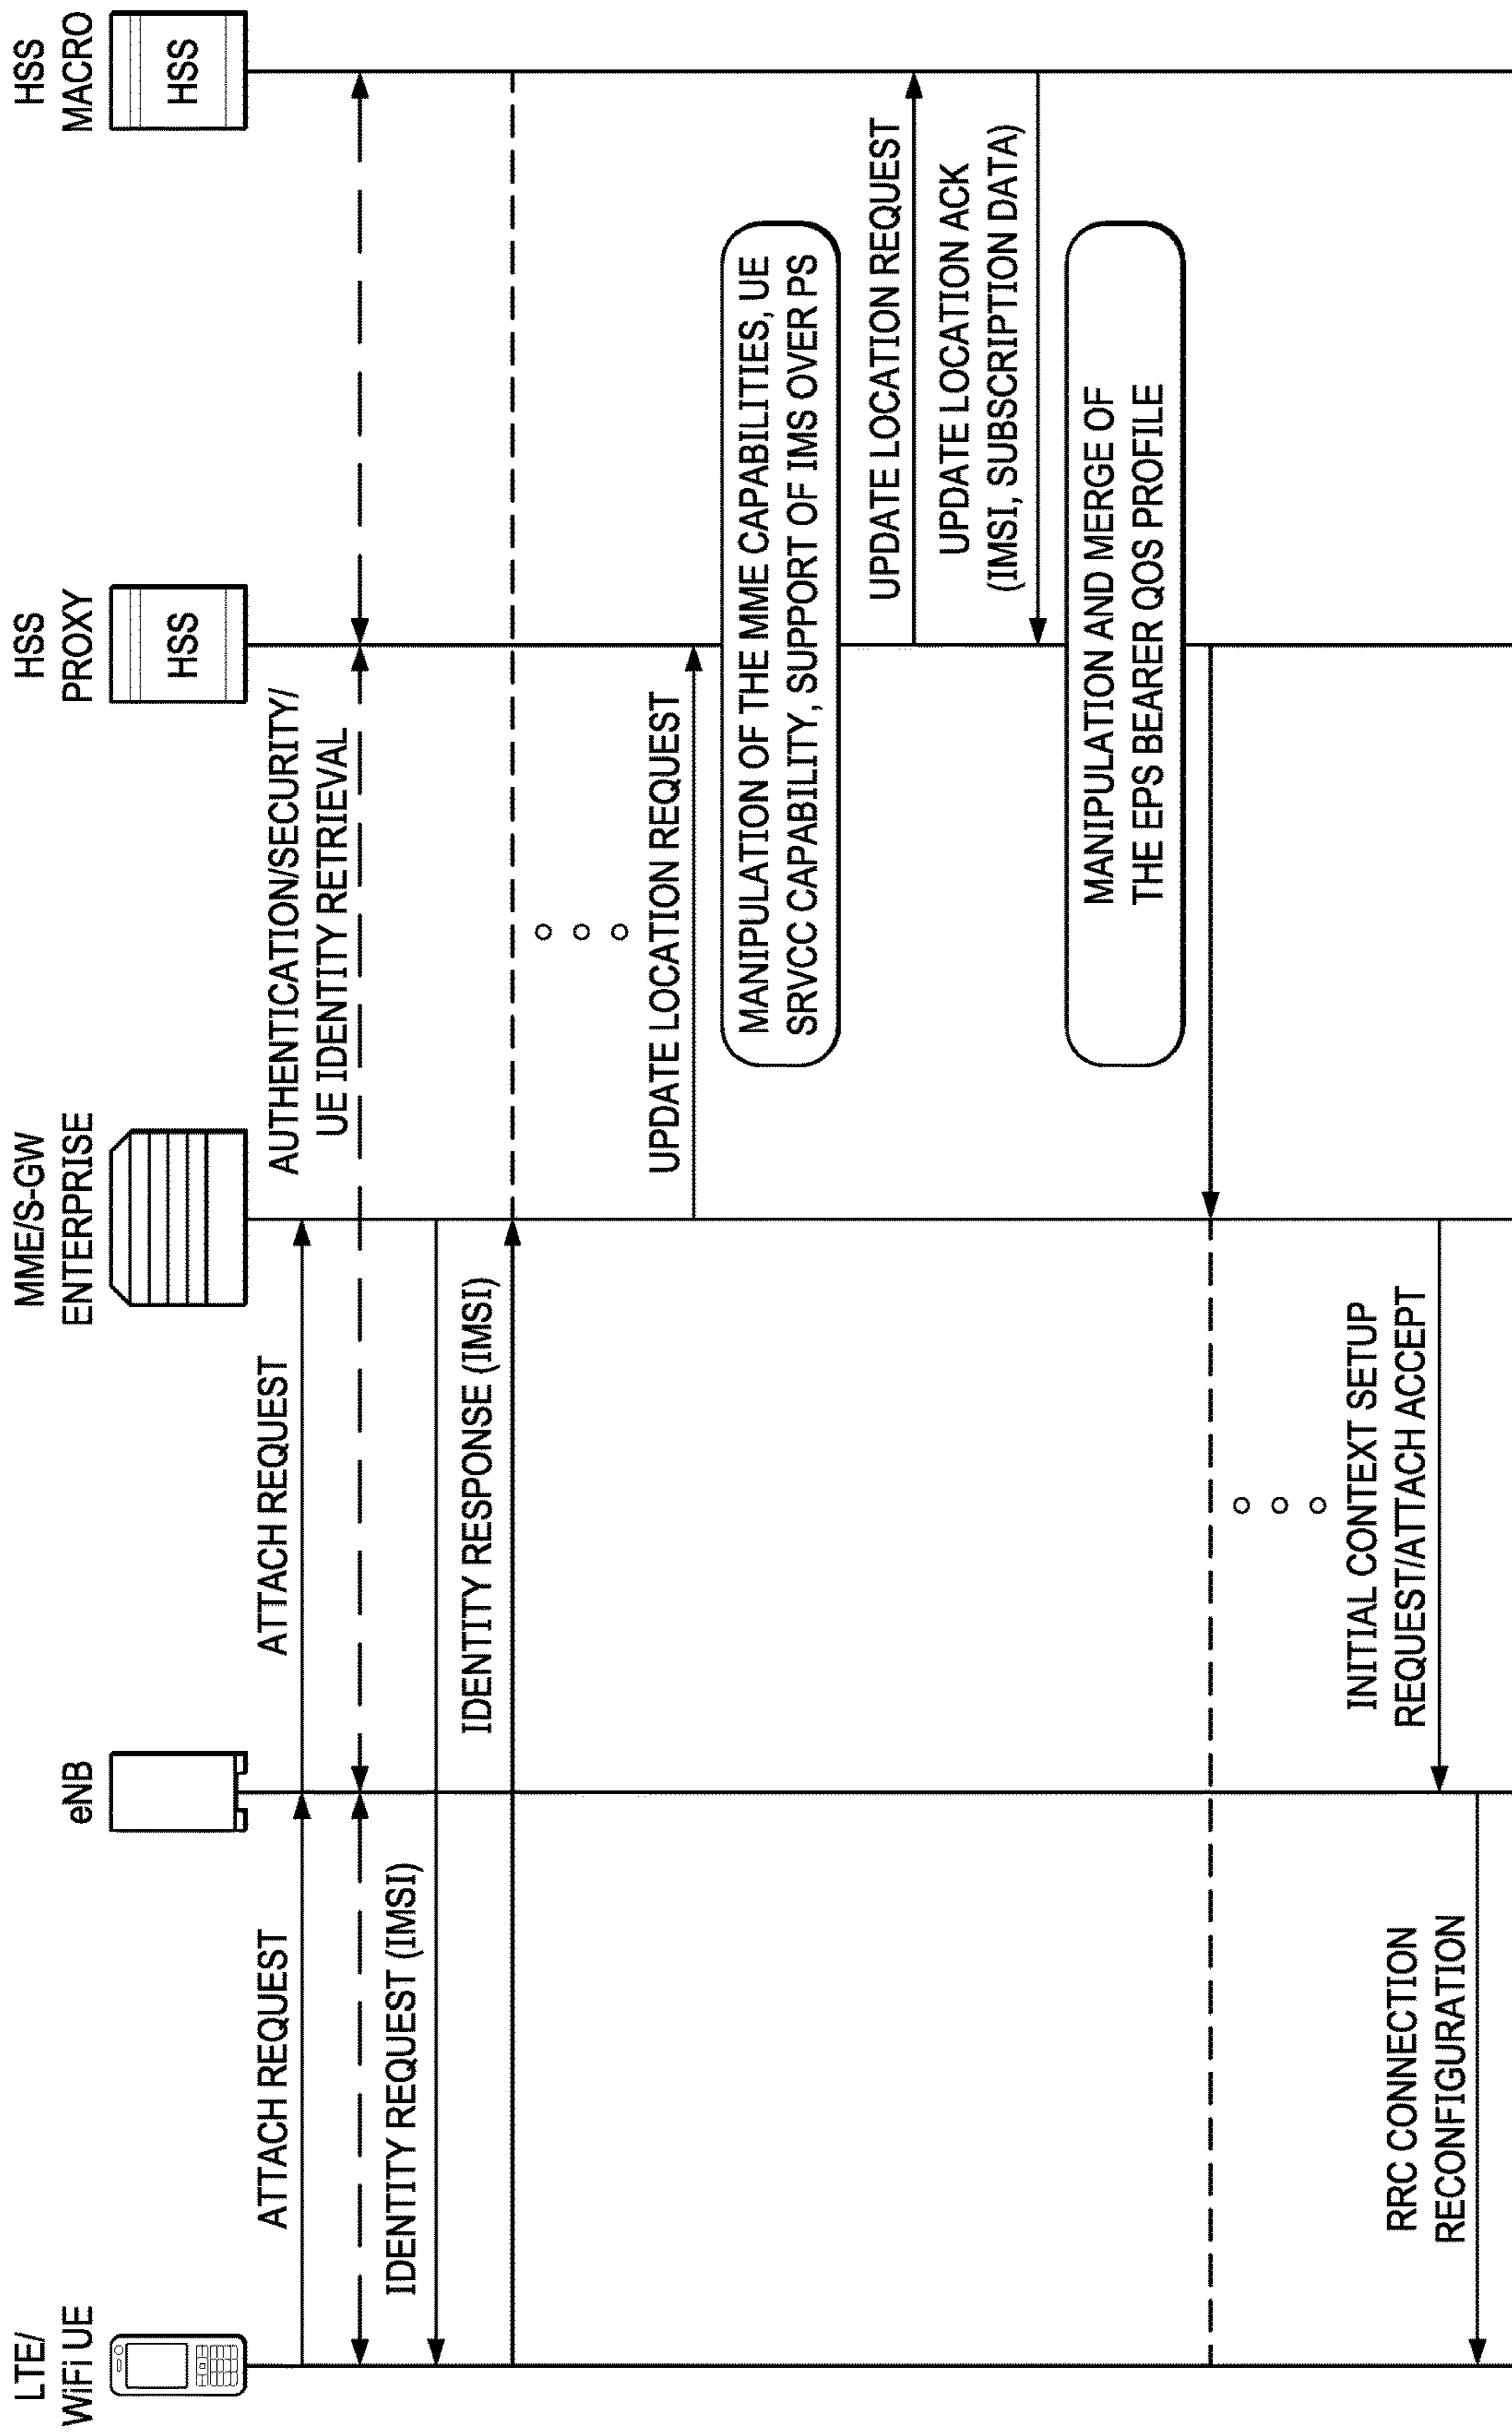 LTE/
WiFi UE
eNB
MME/S-GW
ENTERPRISE
HSS
PROXY
HSS
HSS
MACRO
HSS
ATTACH REQUEST
ATTACH REQUEST
AUTHENTICATION/SECURITY/
UE IDENTITY RETRIEVAL
IDENTITY REQUEST (IMSI)
IDENTITY RESPONSE (IMSI)
UPDATE LOCATION REQUEST
MANIPULATION OF THE MME CAPABILITIES, UE
SRVCC CAPABILITY, SUPPORT OF IMS OVER PS
UPDATE LOCATION REQUEST
UPDATE LOCATION ACK
(IMSI, SUBSCRIPTION DATA)
MANIPULATION AND MERGE OF
THE EPS BEARER QOS PROFILE
INITIAL CONTEXT SETUP
REQUEST/ATTACH ACCEPT
RRC CONNECTION
RECONFIGURATION